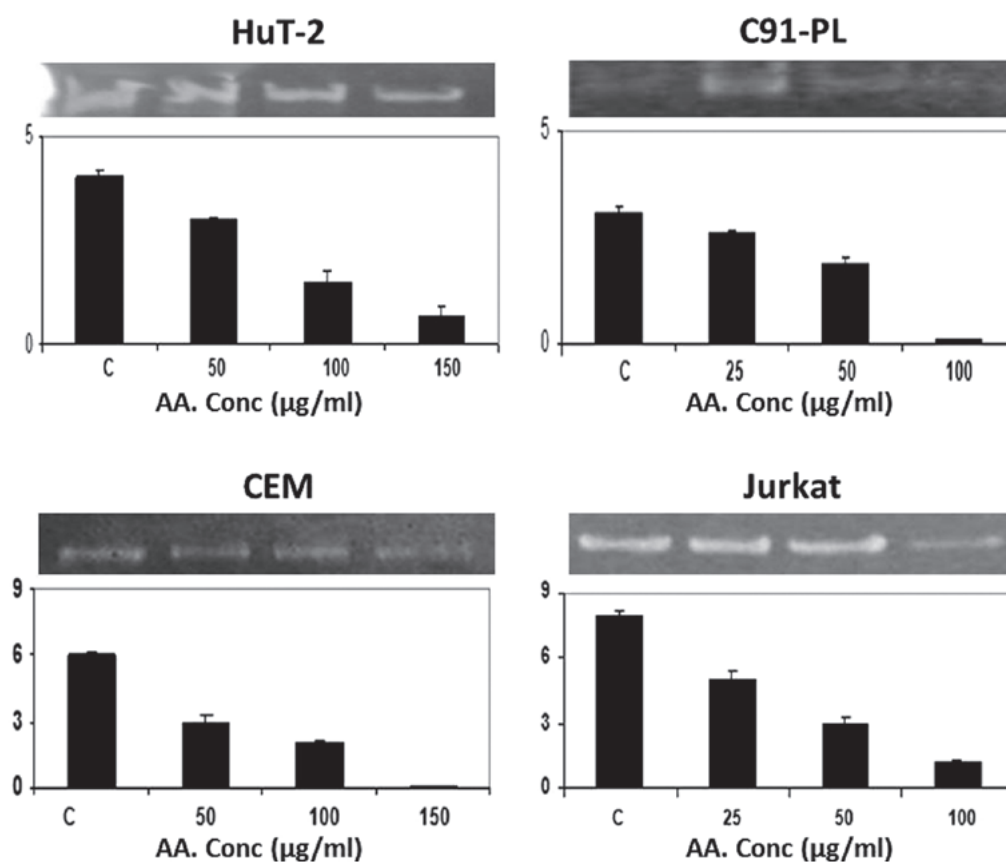 HuT-2
5
0
C 50 100 150
AA. Conc (µg/ml)
C91-PL
5
0
C 25 50 100
AA. Conc (µg/ml)
CEM
9
6
3
0
C 50 100 150
AA. Conc (µg/ml)
Jurkat
9
6
3
0
C 25 50 100
AA. Conc (µg/ml)